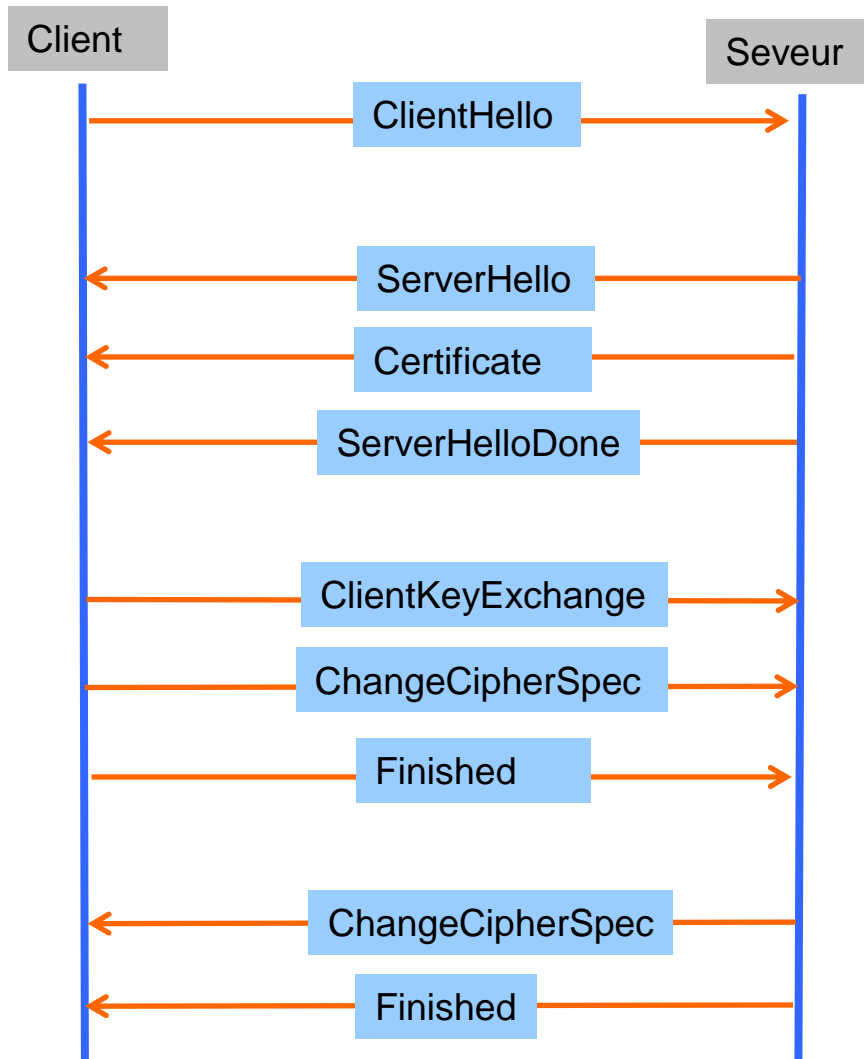 Client
Seveur
ClientHello
ServerHello
Certificate
ServerHelloDone
ClientKeyExchange
ChangeCipherSpec
Finished
ChangeCipherSpec
Finished